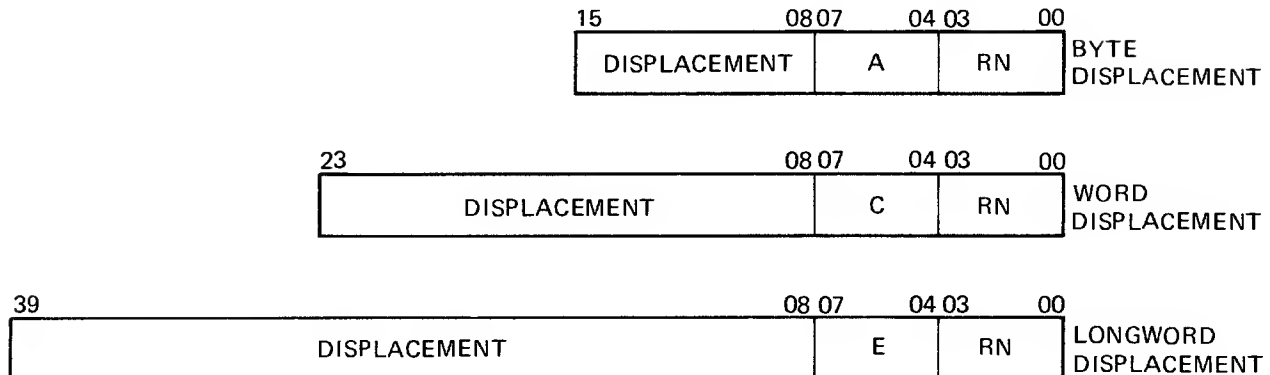 15 08 07 04 03 00
DISPLACEMENT A RN BYTE
DISPLACEMENT
23 08 07 04 03 00
DISPLACEMENT C RN WORD
DISPLACEMENT
39 08 07 04 03 00
DISPLACEMENT E RN LONGWORD
DISPLACEMENT